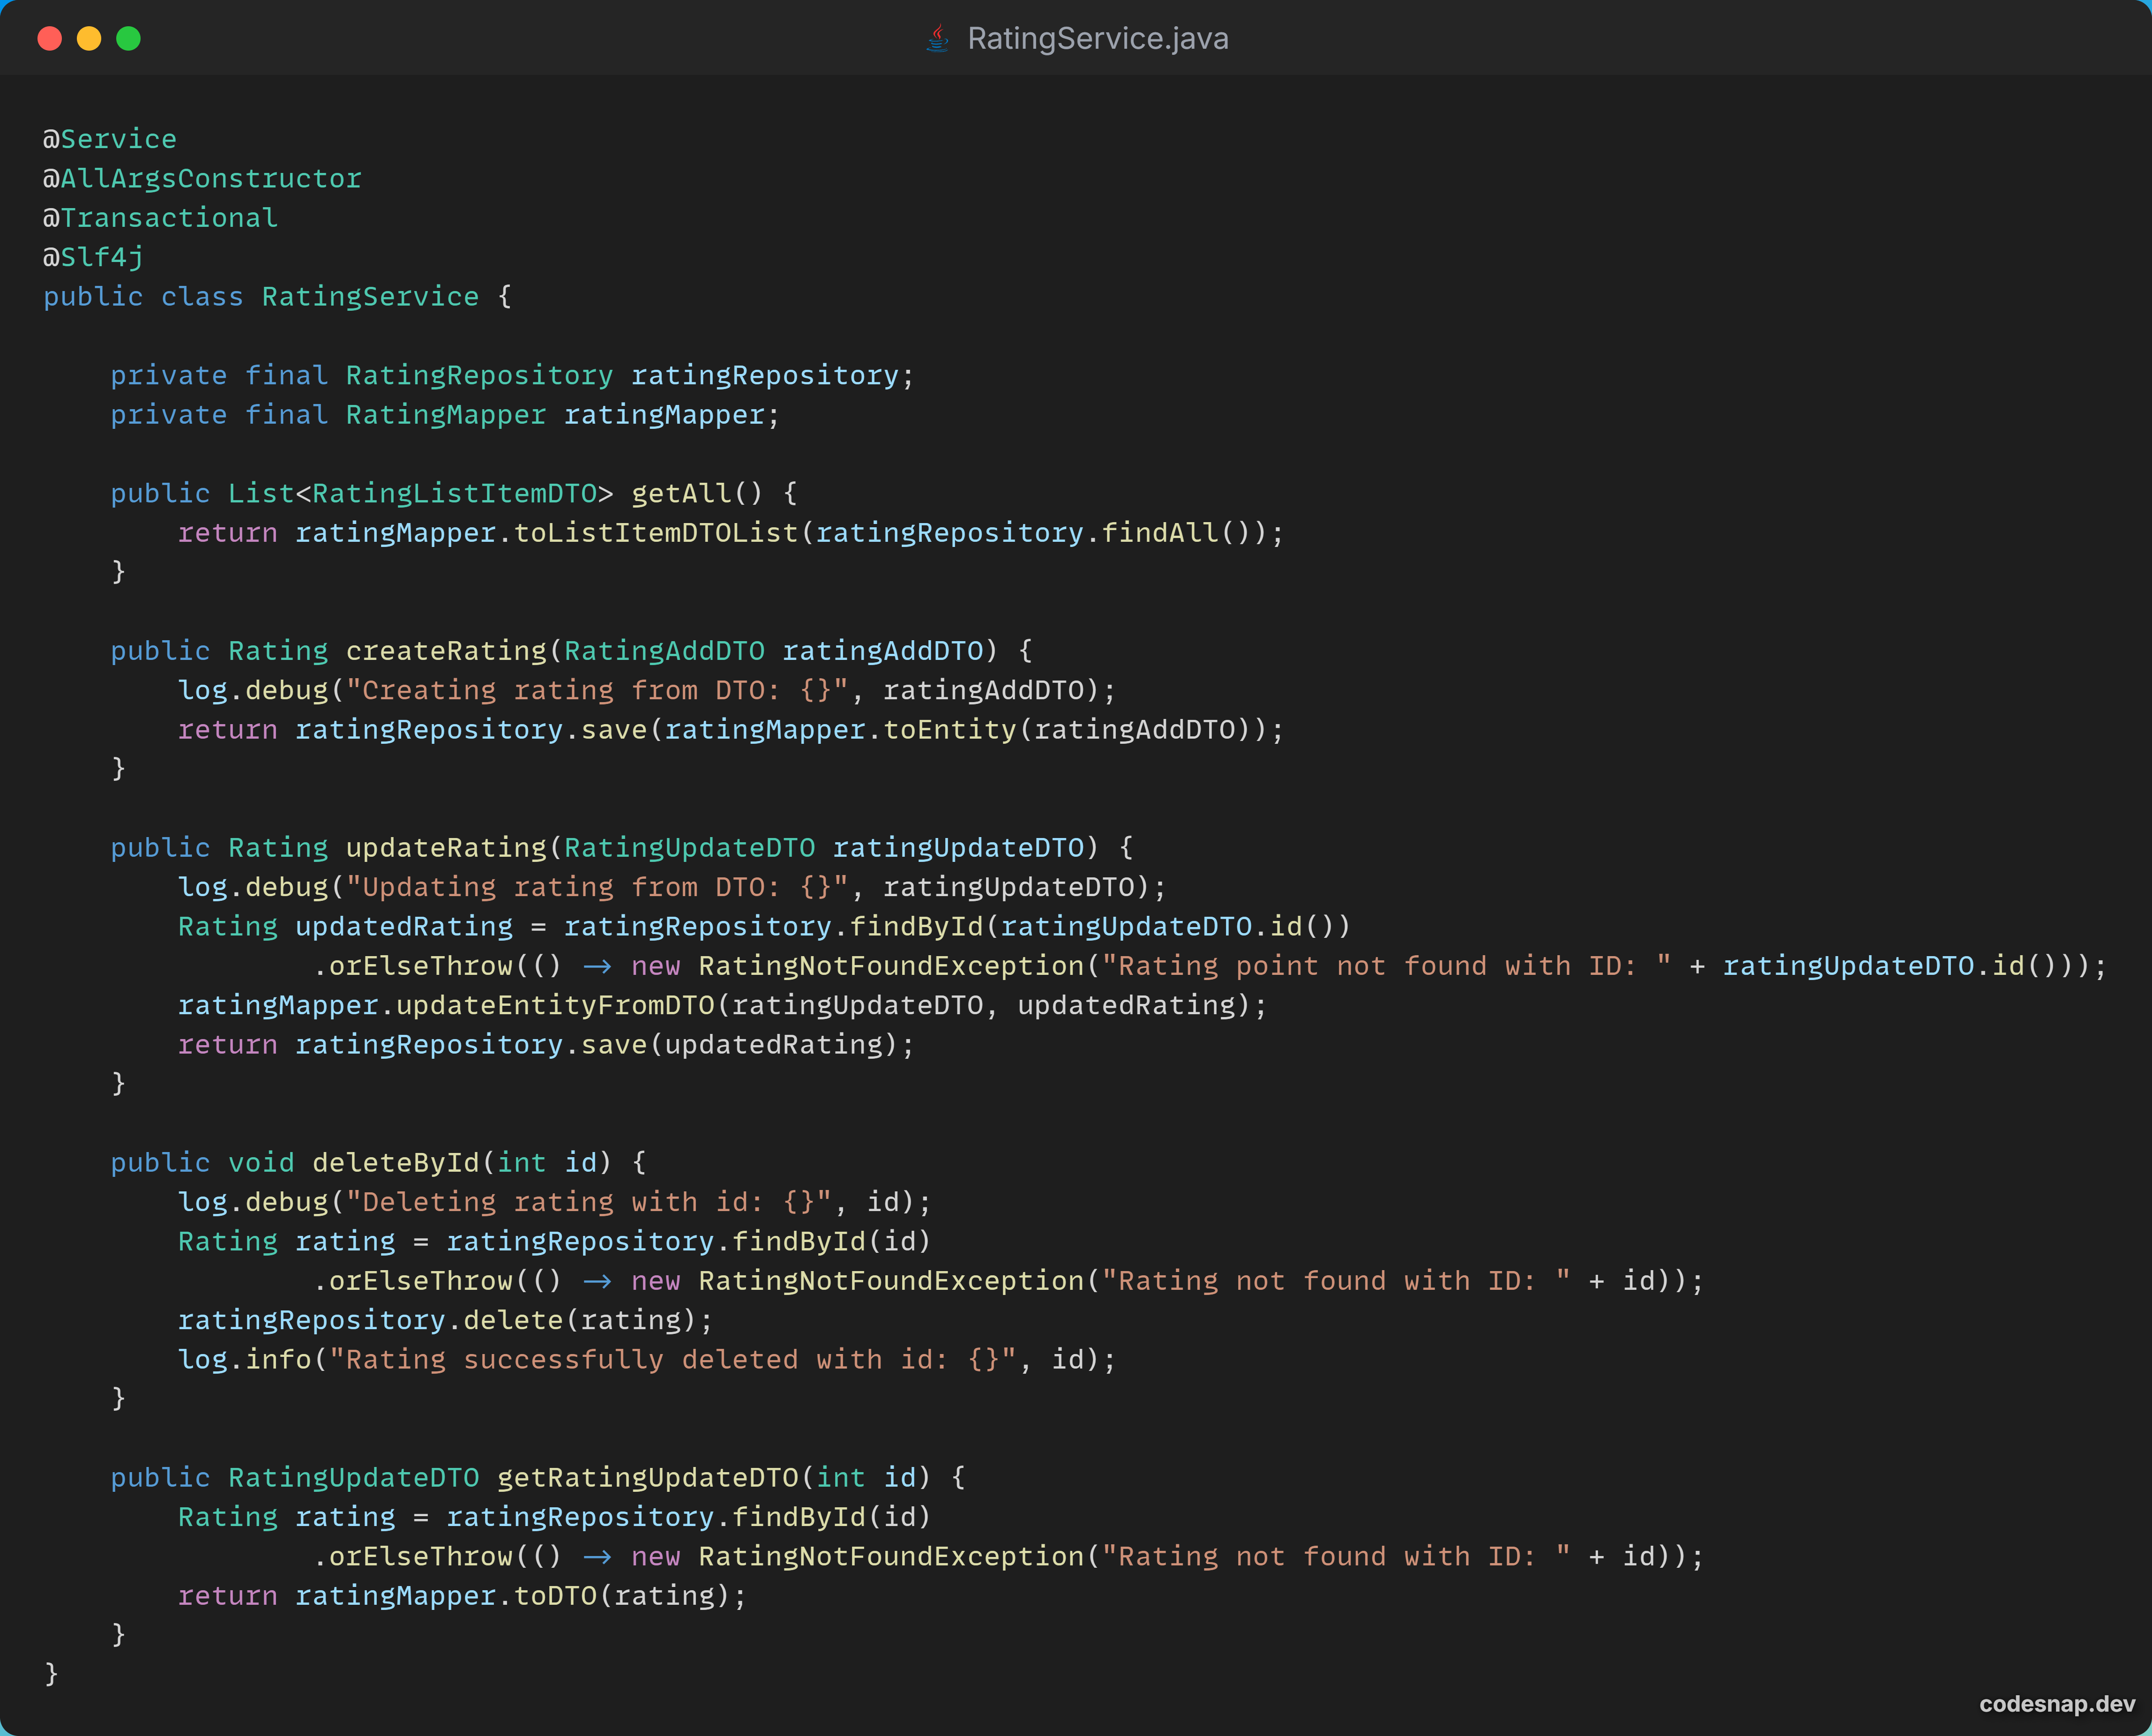 RatingService.java
@Service
@AllArgsConstructor
@Transactional
@Slf4j
public class RatingService {
    private final RatingRepository ratingRepository;
    private final RatingMapper ratingMapper;
    public List<RatingListItemDTO> getAll() {
        return ratingMapper.toListItemDTOList(ratingRepository.findAll());
    }
    public Rating createRating(RatingAddDTO ratingAddDTO) {
        log.debug("Creating rating from DTO: {}", ratingAddDTO);
        return ratingRepository.save(ratingMapper.toEntity(ratingAddDTO));
    }
    public Rating updateRating(RatingUpdateDTO ratingUpdateDTO) {
        log.debug("Updating rating from DTO: {}", ratingUpdateDTO);
        Rating updatedRating = ratingRepository.findById(ratingUpdateDTO.id())
                .orElseThrow(() -> new RatingNotFoundException("Rating point not found with ID: " + ratingUpdateDTO.id()));
        ratingMapper.updateEntityFromDTO(ratingUpdateDTO, updatedRating);
        return ratingRepository.save(updatedRating);
    }
    public void deleteById(int id) {
        log.debug("Deleting rating with id: {}", id);
        Rating rating = ratingRepository.findById(id)
                .orElseThrow(() -> new RatingNotFoundException("Rating not found with ID: " + id));
        ratingRepository.delete(rating);
        log.info("Rating successfully deleted with id: {}", id);
    }
    public RatingUpdateDTO getRatingUpdateDTO(int id) {
        Rating rating = ratingRepository.findById(id)
                .orElseThrow(() -> new RatingNotFoundException("Rating not found with ID: " + id));
        return ratingMapper.toDTO(rating);
    }
}
codesnap.dev